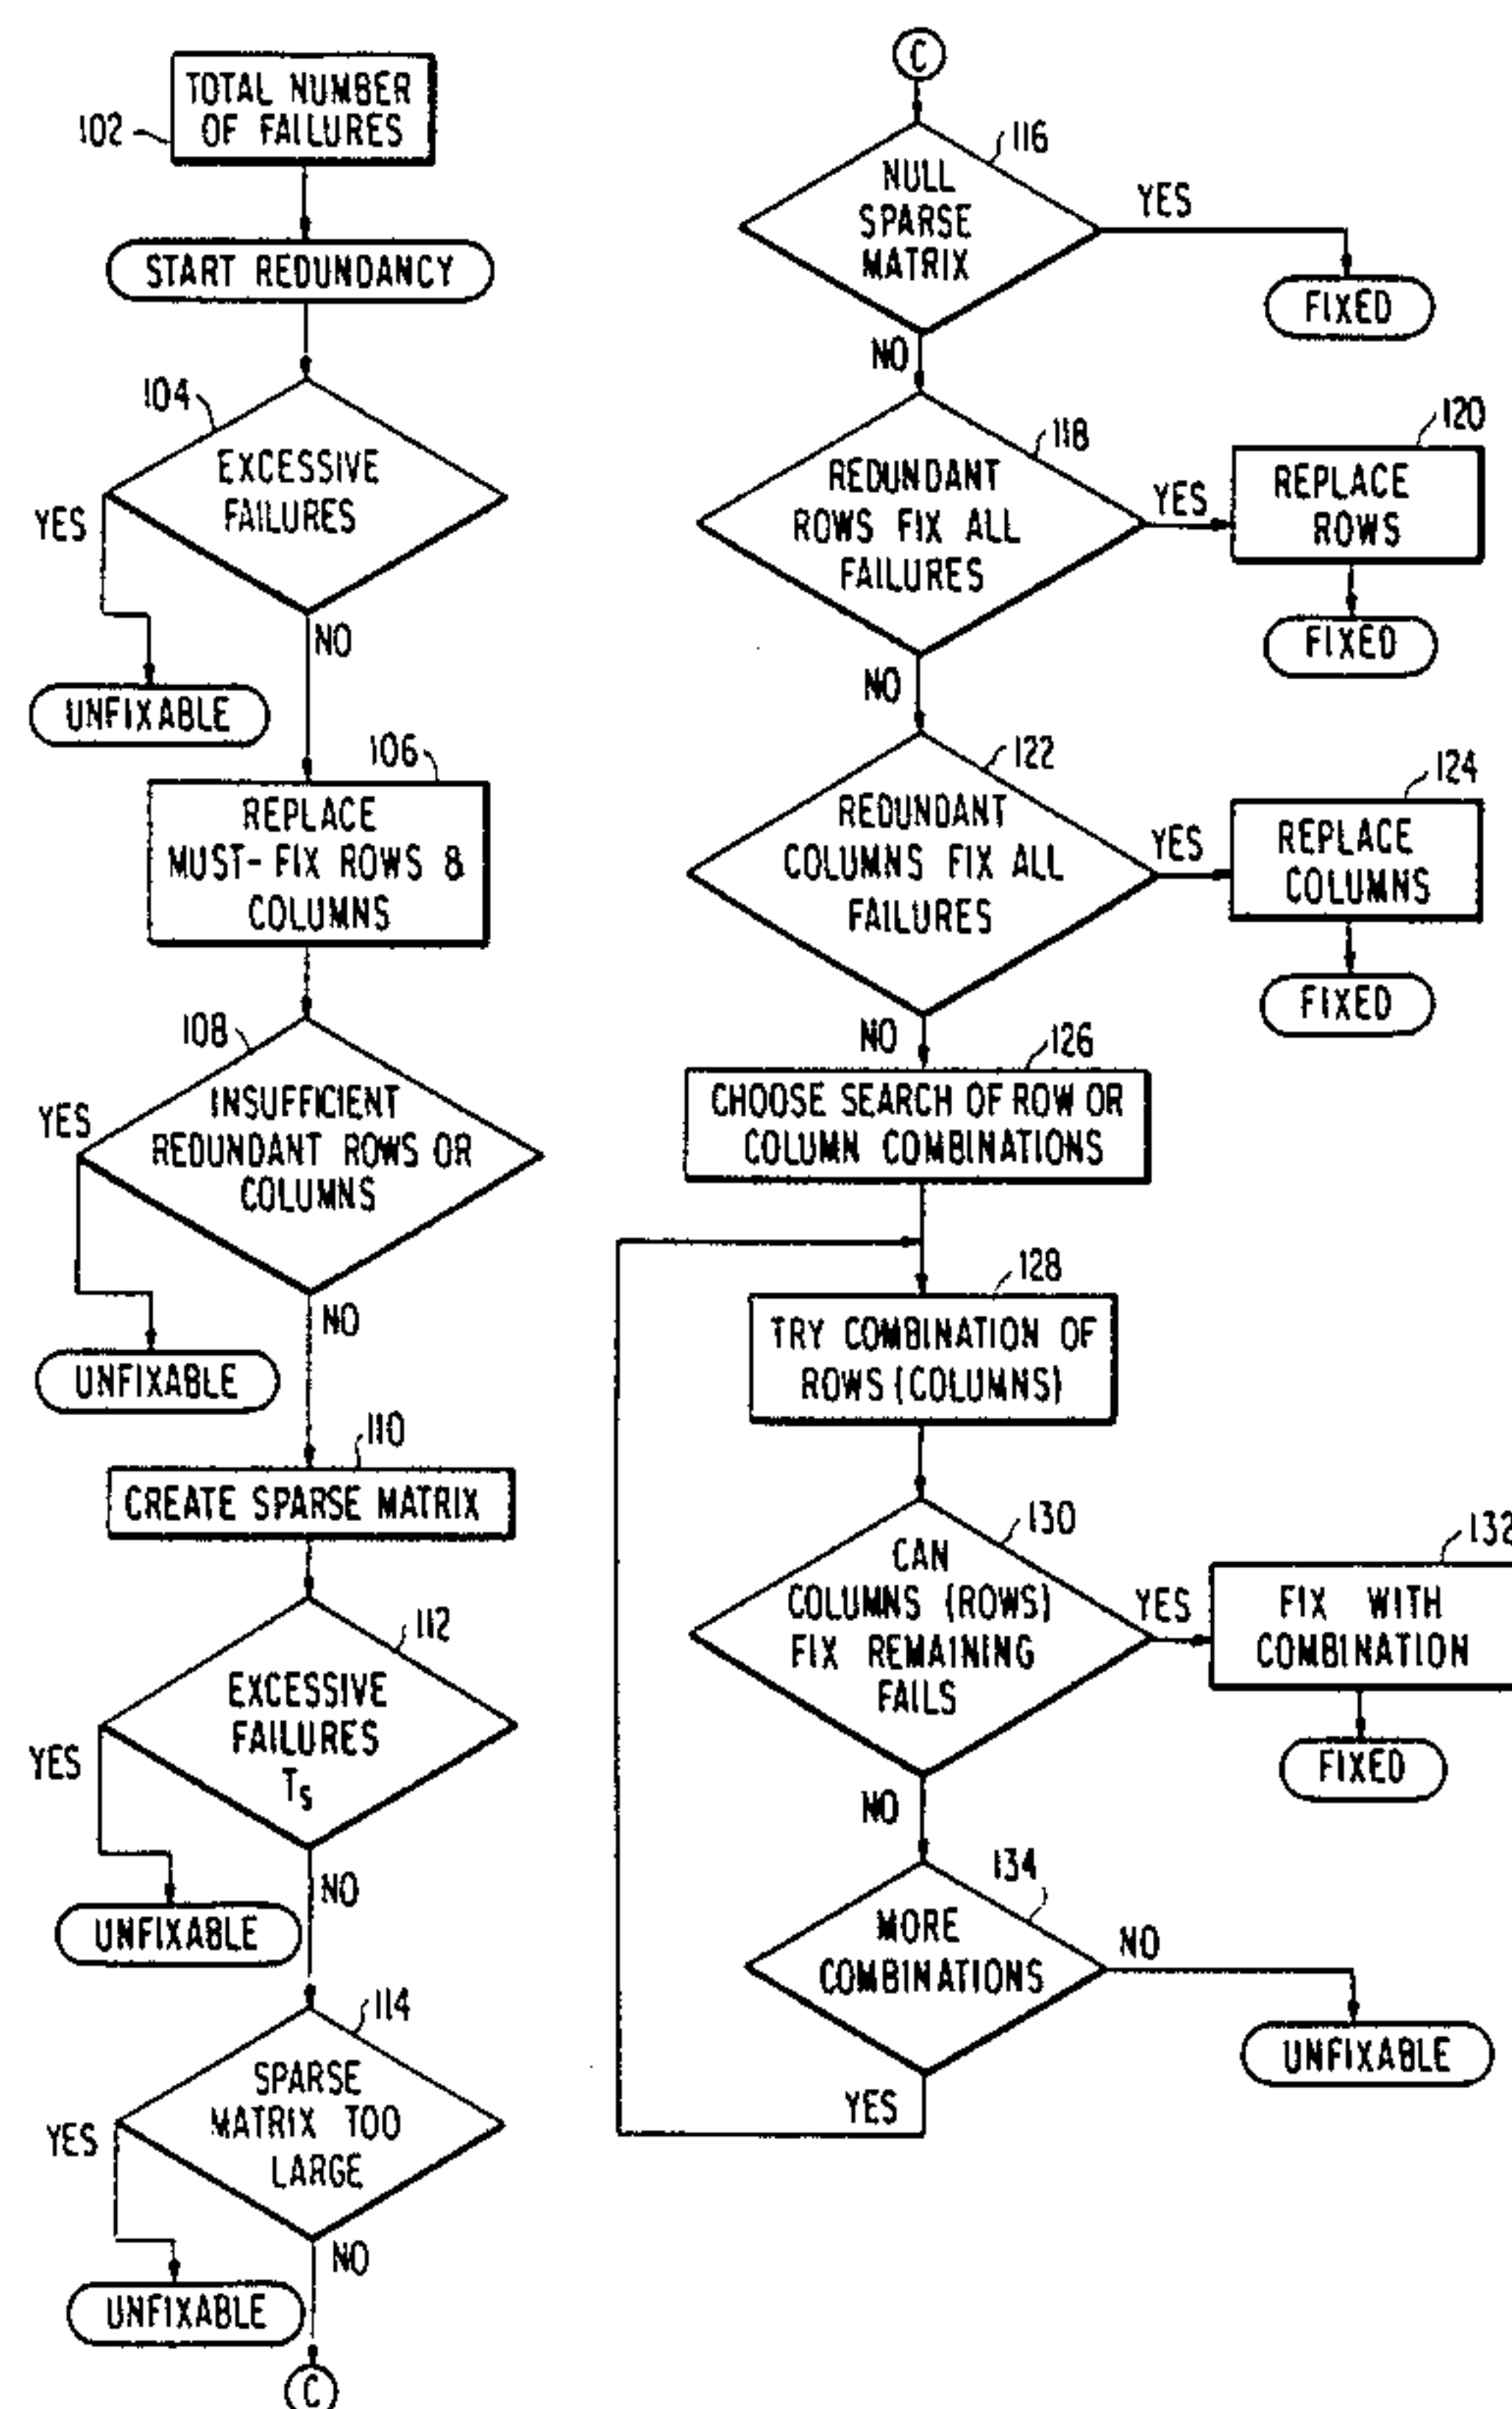 102
TOTAL NUMBER
OF FAILURES
START REDUNDANCY
104
EXCESSIVE
FAILURES
YES
NO
UNFIXABLE
106
REPLACE
MUST-FIX ROWS &
COLUMNS
108
INSUFFICIENT
REDUNDANT ROWS OR
COLUMNS
YES
NO
UNFIXABLE
110
CREATE SPARSE MATRIX
112
EXCESSIVE
FAILURES
Ts
YES
NO
UNFIXABLE
114
SPARSE
MATRIX TOO
LARGE
YES
NO
UNFIXABLE
C
C
116
NULL
SPARSE
MATRIX
YES
FIXED
NO
118
REDUNDANT
ROWS FIX ALL
FAILURES
YES
120
REPLACE
ROWS
FIXED
NO
122
REDUNDANT
COLUMNS FIX ALL
FAILURES
YES
124
REPLACE
COLUMNS
FIXED
NO
126
CHOOSE SEARCH OF ROW OR
COLUMN COMBINATIONS
128
TRY COMBINATION OF
ROWS (COLUMNS)
130
CAN
COLUMNS (ROWS)
FIX REMAINING
FAILS
YES
132
FIX WITH
COMBINATION
FIXED
NO
134
MORE
COMBINATIONS
NO
UNFIXABLE
YES